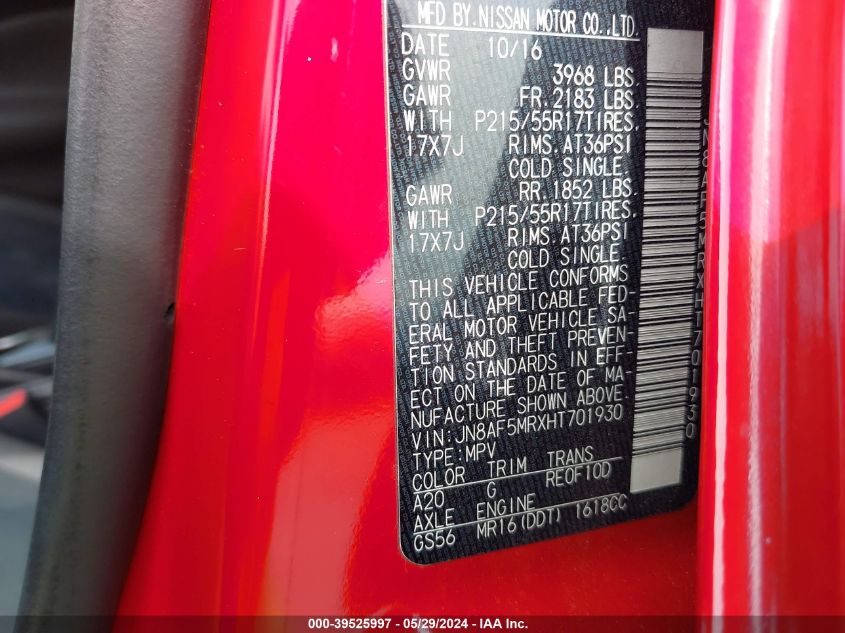 MFD BY.NISSAN MOTOR CO.,LTD.
DATE 10/16
GVWR 3968 LBS.
GAWR FR.2183 LBS.
WITH P215/55R17TIRES.
17X7J RIMS.AT36PSI
COLD SINGLE.
GAWR RR.1852 LBS.
WITH P215/55R17TIRES.
17X7J RIMS.AT36PSI
COLD SINGLE.
THIS VEHICLE CONFORMS
TO ALL APPLICABLE FED-
ERAL MOTOR VEHICLE SA-
FETY AND THEFT PREVEN-
TION STANDARDS IN EFF-
ECT ON THE DATE OF MA-
NUFACTURE SHOWN ABOVE.
VIN:JN8AF5MRXHT701930
TYPE:MPV
COLOR TRIM TRANS
A20 G RE0F10D
AXLE ENGINE
GS56 MR16(DDT) 1618CC
JN8AF5MRXHT701930
000-39525997 - 05/29/2024 - IAA Inc.